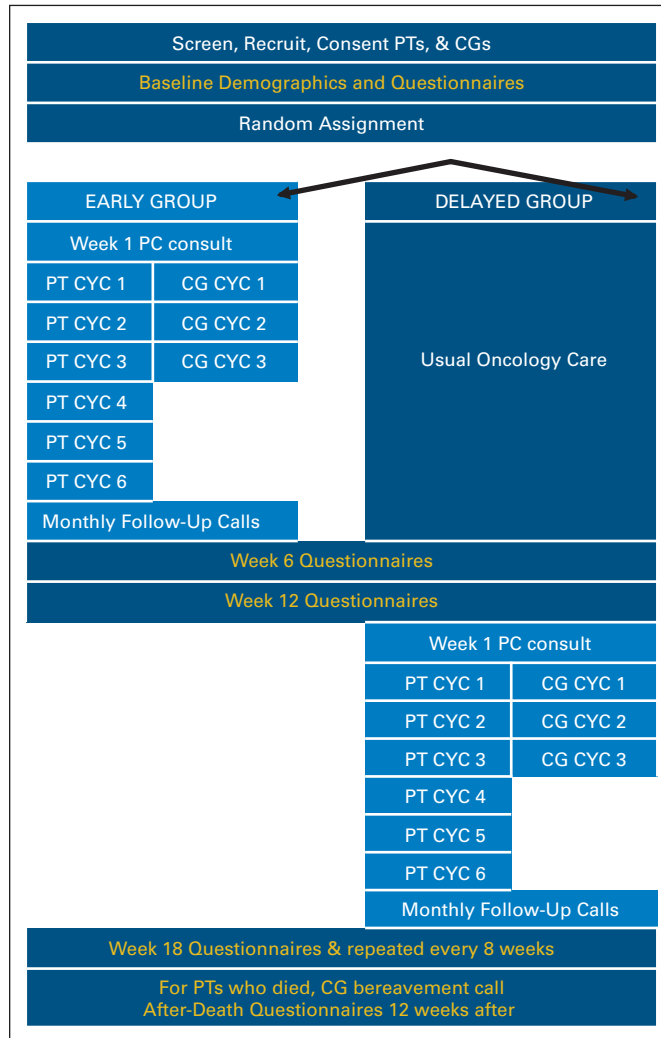 Screen, Recruit, Consent PTs, & CGs
Baseline Demographics and Questionnaires
Random Assignment
EARLY GROUP
DELAYED GROUP
Week 1 PC consult
PT CYC 1
CG CYC 1
PT CYC 2
CG CYC 2
PT CYC 3
CG CYC 3
PT CYC 4
PT CYC 5
PT CYC 6
Monthly Follow-Up Calls
Usual Oncology Care
Week 6 Questionnaires
Week 12 Questionnaires
Week 1 PC consult
PT CYC 1
CG CYC 1
PT CYC 2
CG CYC 2
PT CYC 3
CG CYC 3
PT CYC 4
PT CYC 5
PT CYC 6
Monthly Follow-Up Calls
Week 18 Questionnaires & repeated every 8 weeks
For PTs who died, CG bereavement call
After-Death Questionnaires 12 weeks after